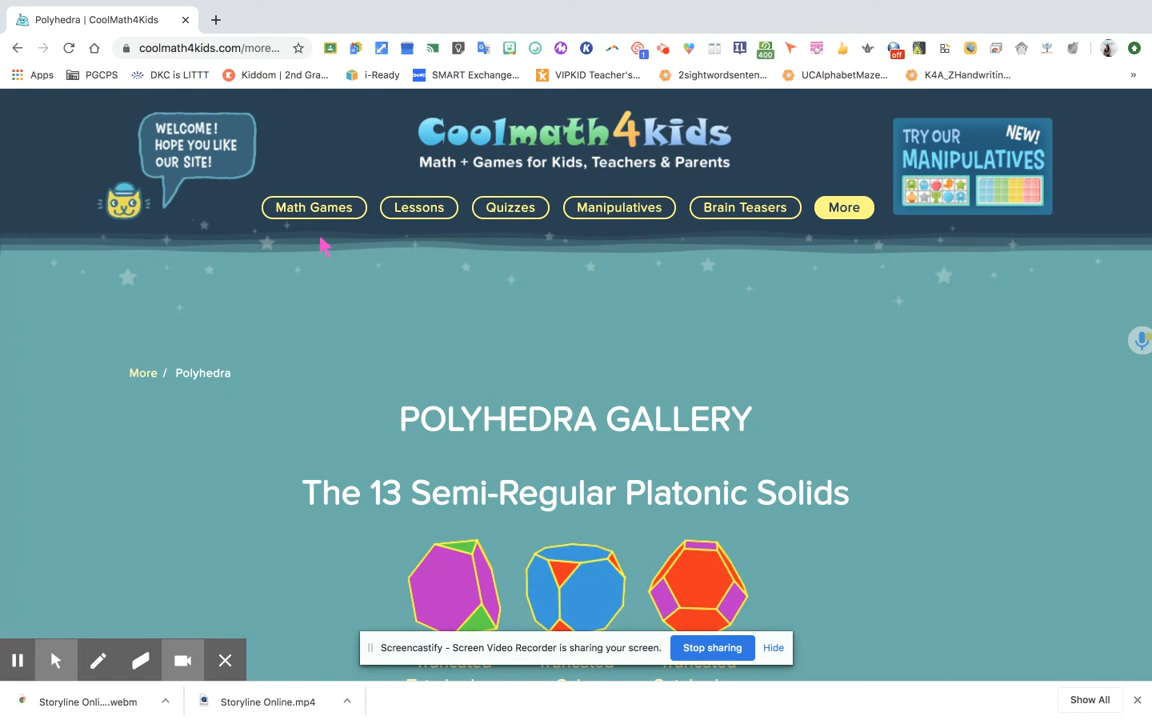 Polyhedra | CoolMath4Kids
coolmath4kids.com/more...
1
400
off
Apps
PGCPS
DKC is LITTT
Kiddom | 2nd Gra...
i-Ready
SMART Exchange...
VIPKID Teacher's...
2sightwordsenten...
UCAlphabetMaze...
K4A_ZHandwritin...
»
WELCOME!
HOPE YOU LIKE
OUR SITE!
Coolmath4kids
Math + Games for Kids, Teachers & Parents
TRY OUR NEW!
MANIPULATIVES
Math Games
Lessons
Quizzes
Manipulatives
Brain Teasers
More
More / Polyhedra
POLYHEDRA GALLERY
The 13 Semi-Regular Platonic Solids
Screencastify - Screen Video Recorder is sharing your screen.
Stop sharing
Hide
Storyline Onli....webm
Storyline Online.mp4
Show All